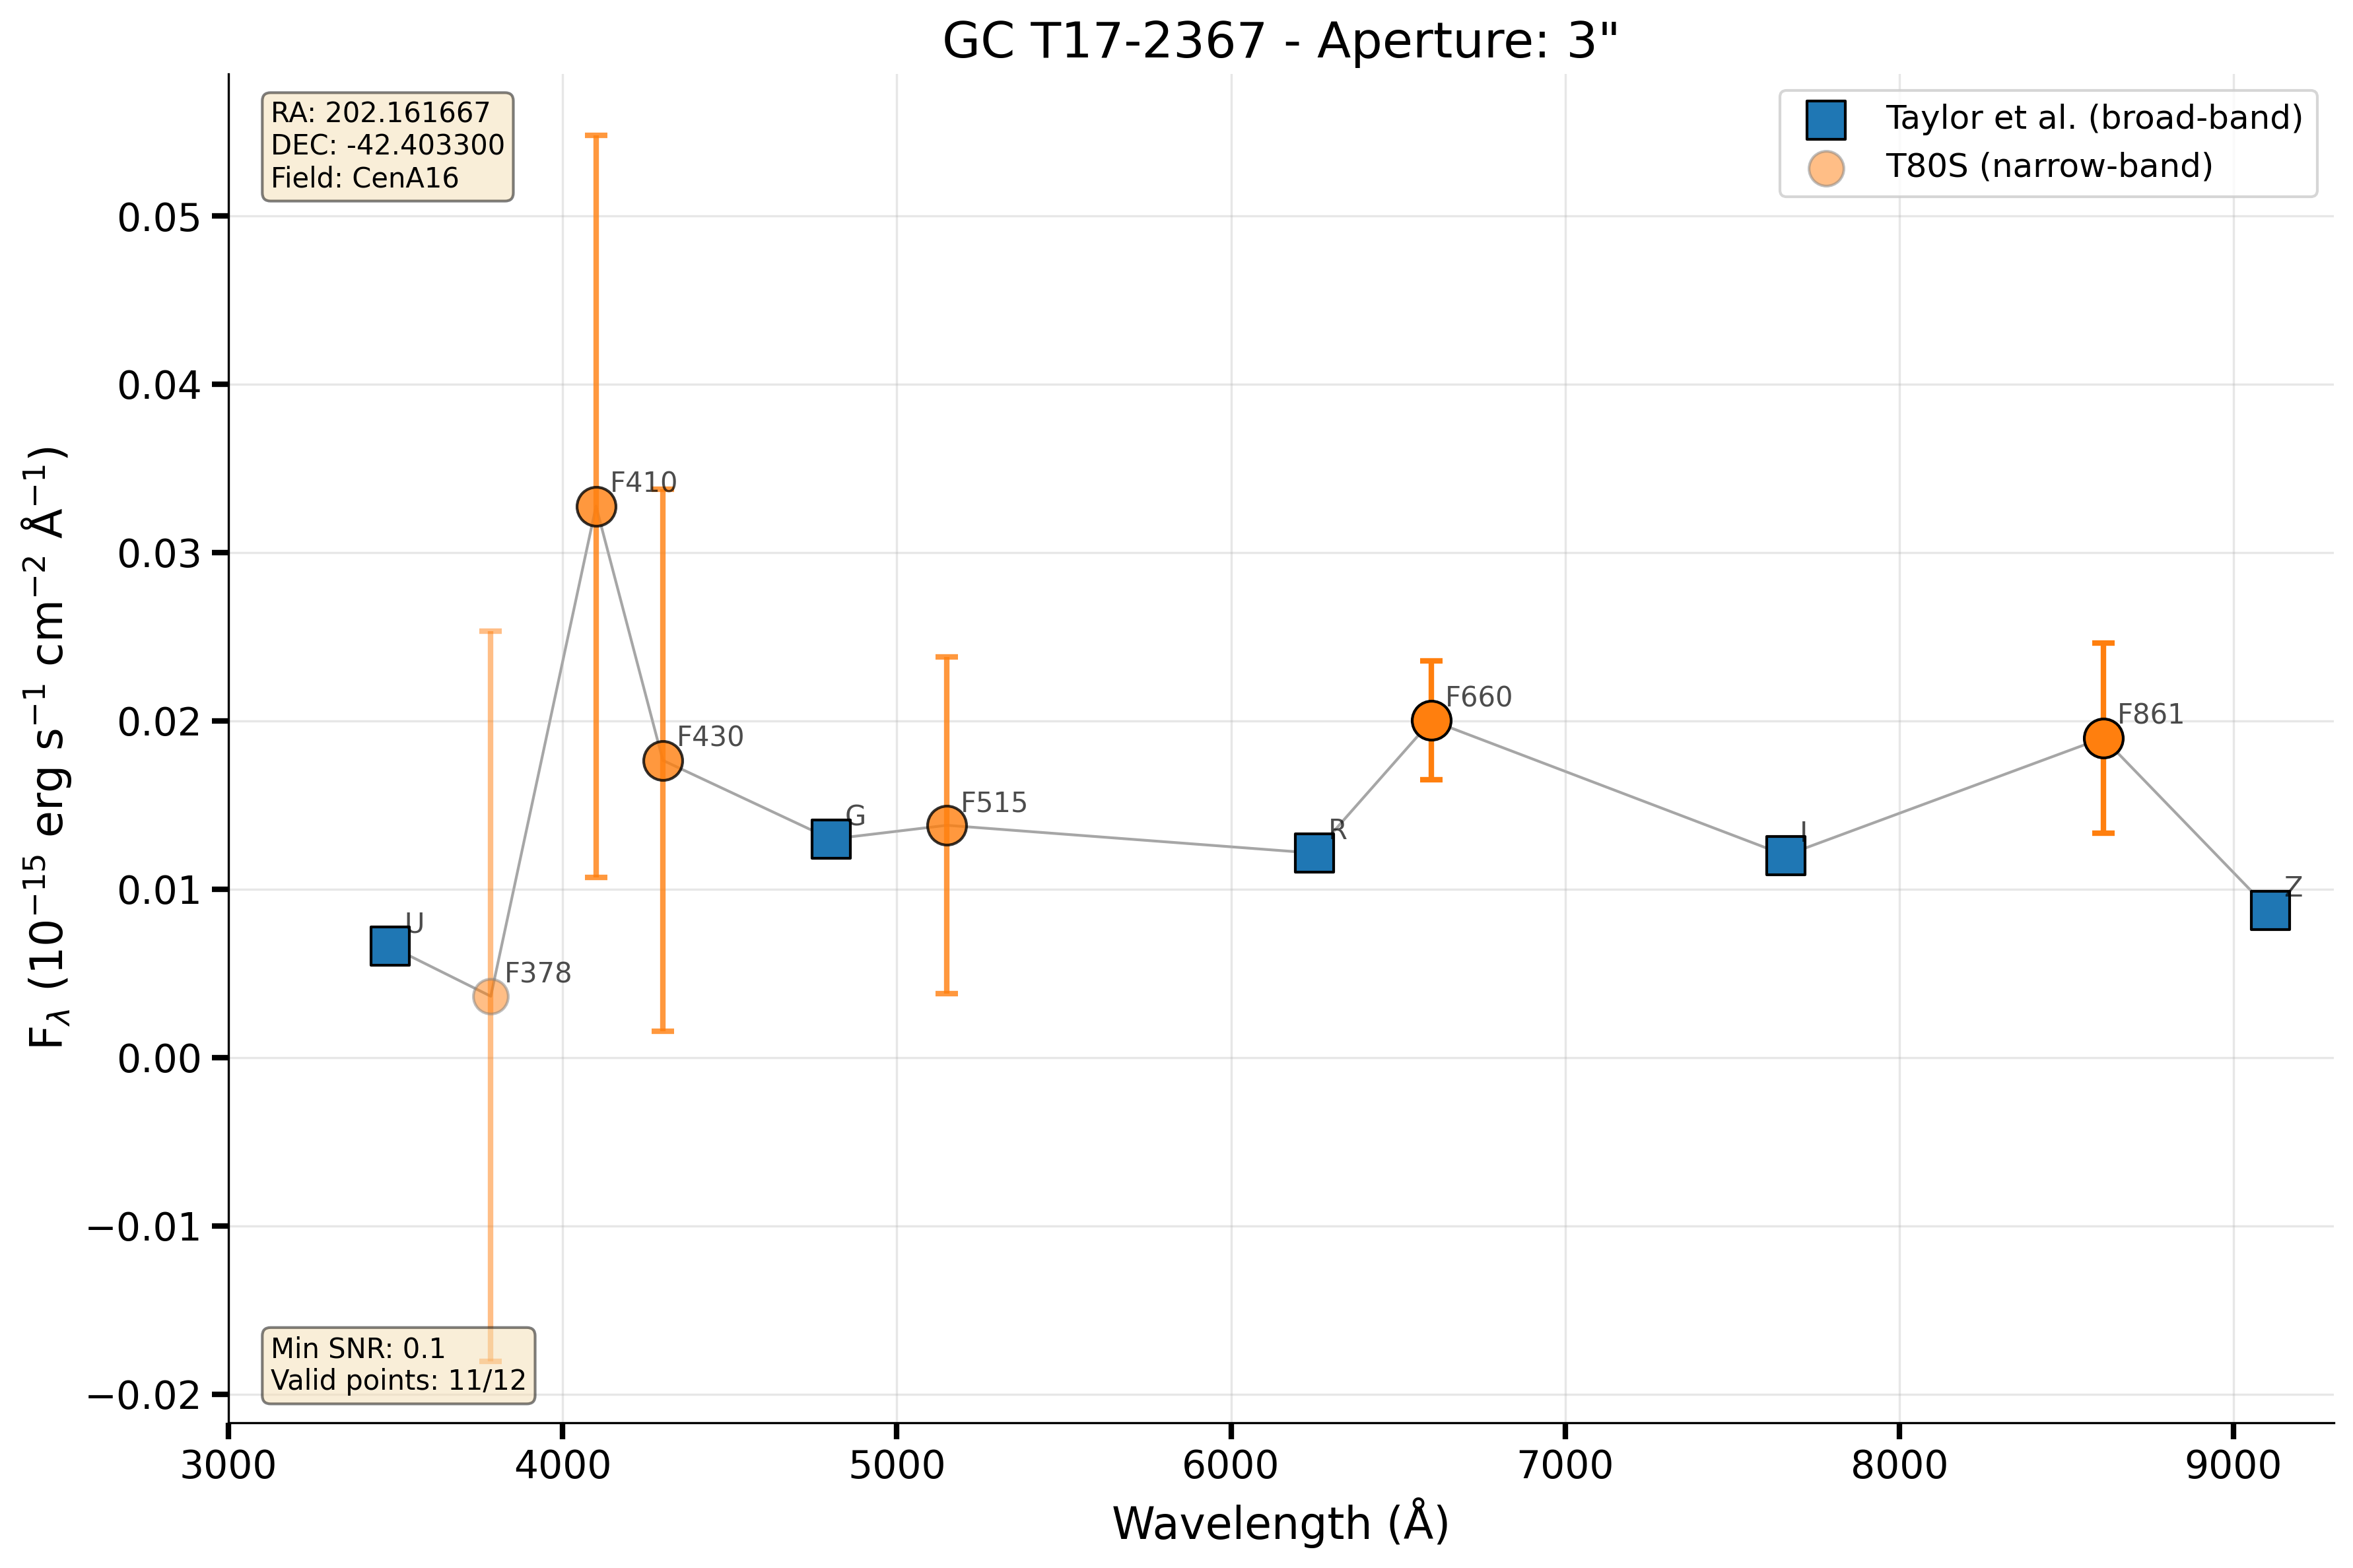 GC T17-2367 - Aperture: 3"
RA: 202.161667
DEC: -42.403300
Field: CenA16
Taylor et al. (broad-band)
T80S (narrow-band)
F_λ (10⁻¹⁵ erg s⁻¹ cm⁻² Å⁻¹)
0.05
0.04
0.03
0.02
0.01
0.00
−0.01
−0.02
U
F378
F410
F430
G
F515
R
F660
I
F861
Z
Min SNR: 0.1
Valid points: 11/12
3000 4000 5000 6000 7000 8000 9000
Wavelength (Å)